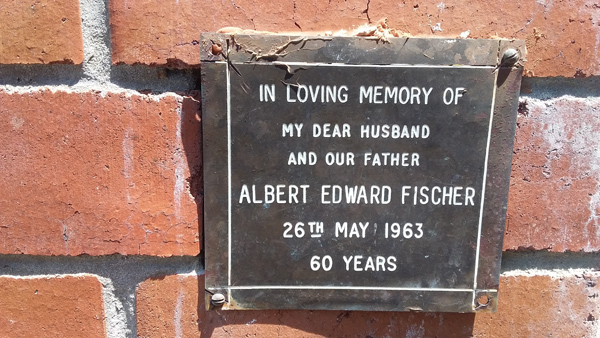 IN LOVING MEMORY OF
MY DEAR HUSBAND
AND OUR FATHER
ALBERT EDWARD FISCHER
26TH MAY 1963
60 YEARS